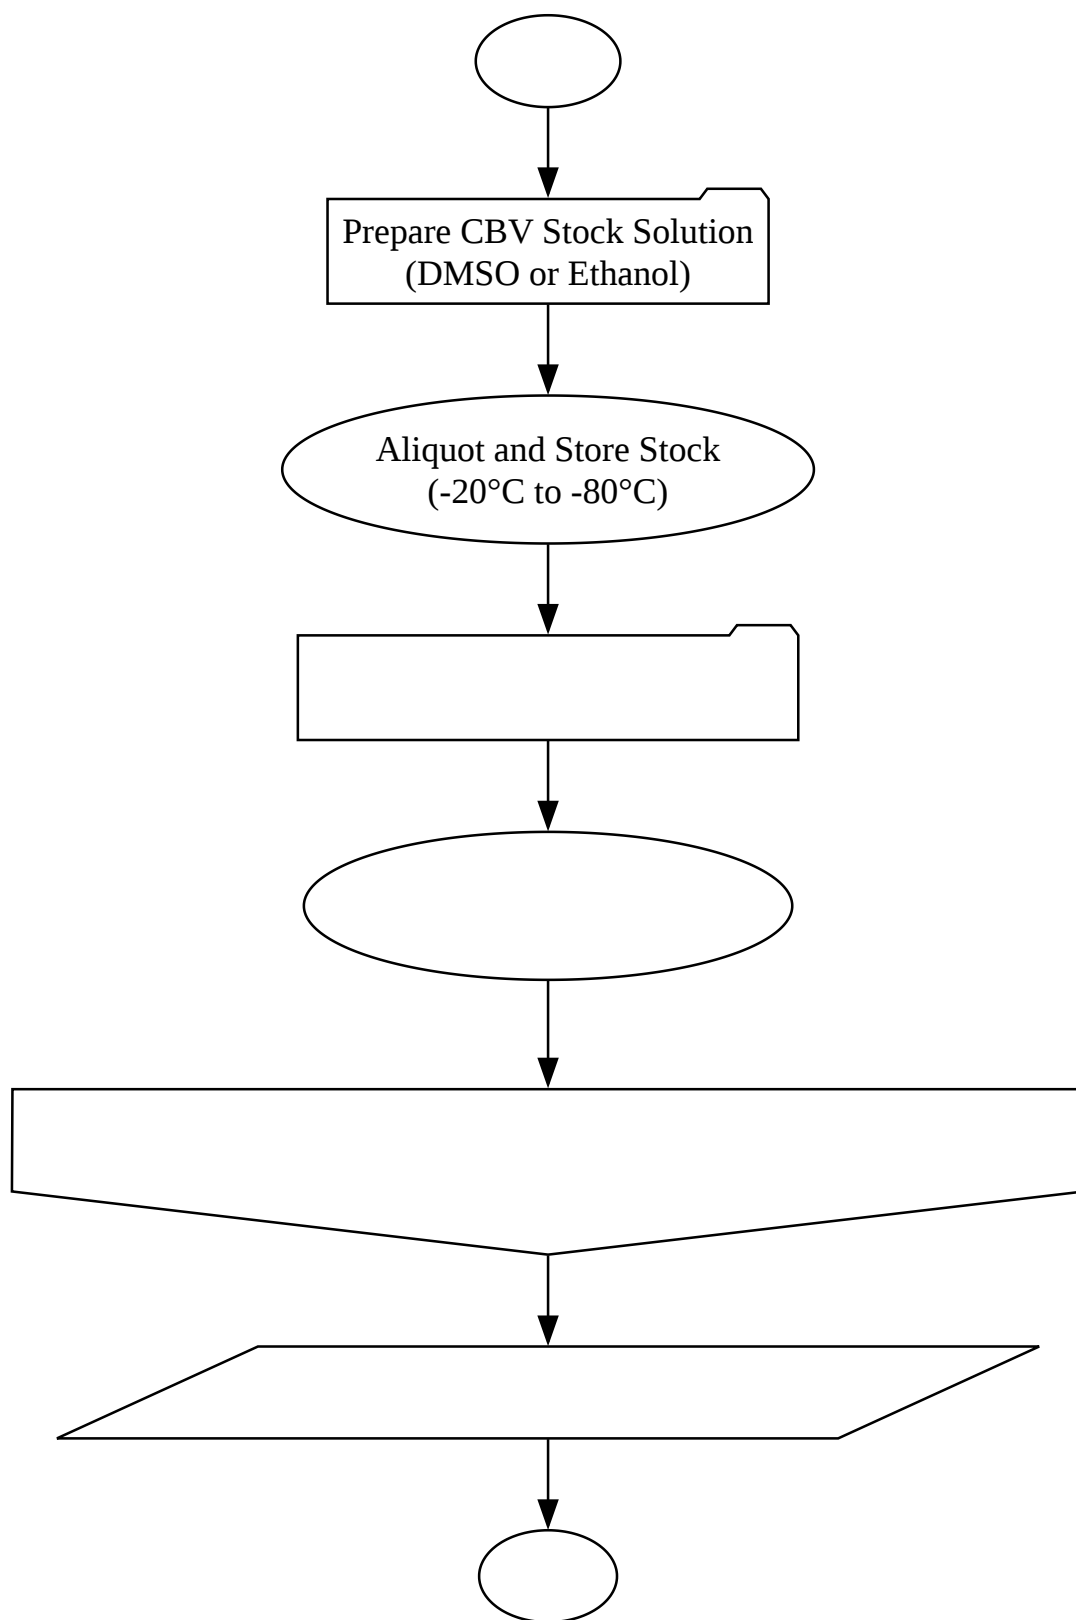 Prepare CBV Stock Solution
(DMSO or Ethanol)
Aliquot and Store Stock
(-20°C to -80°C)